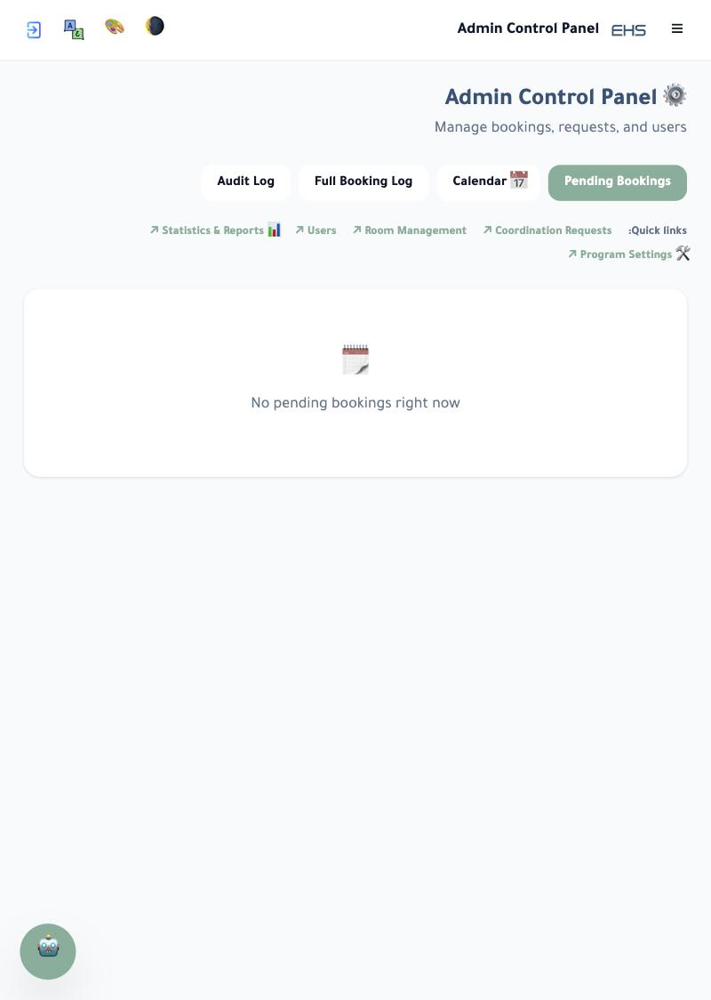 Admin Control Panel EHS
Admin Control Panel
Manage bookings, requests, and users
Pending Bookings
Calendar
Full Booking Log
Audit Log
:Quick links
Coordination Requests ↗
Room Management ↗
Users ↗
Statistics & Reports ↗
Program Settings ↗
No pending bookings right now